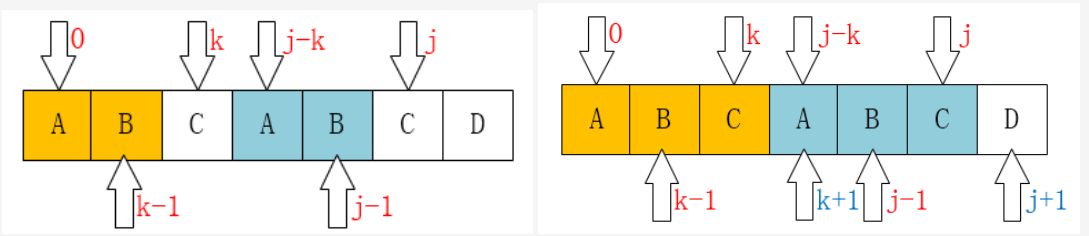 0 k j-k j
A B C A B C D
k-1 j-1
0 k j-k j
A B C A B C D
k-1 k+1 j-1 j+1